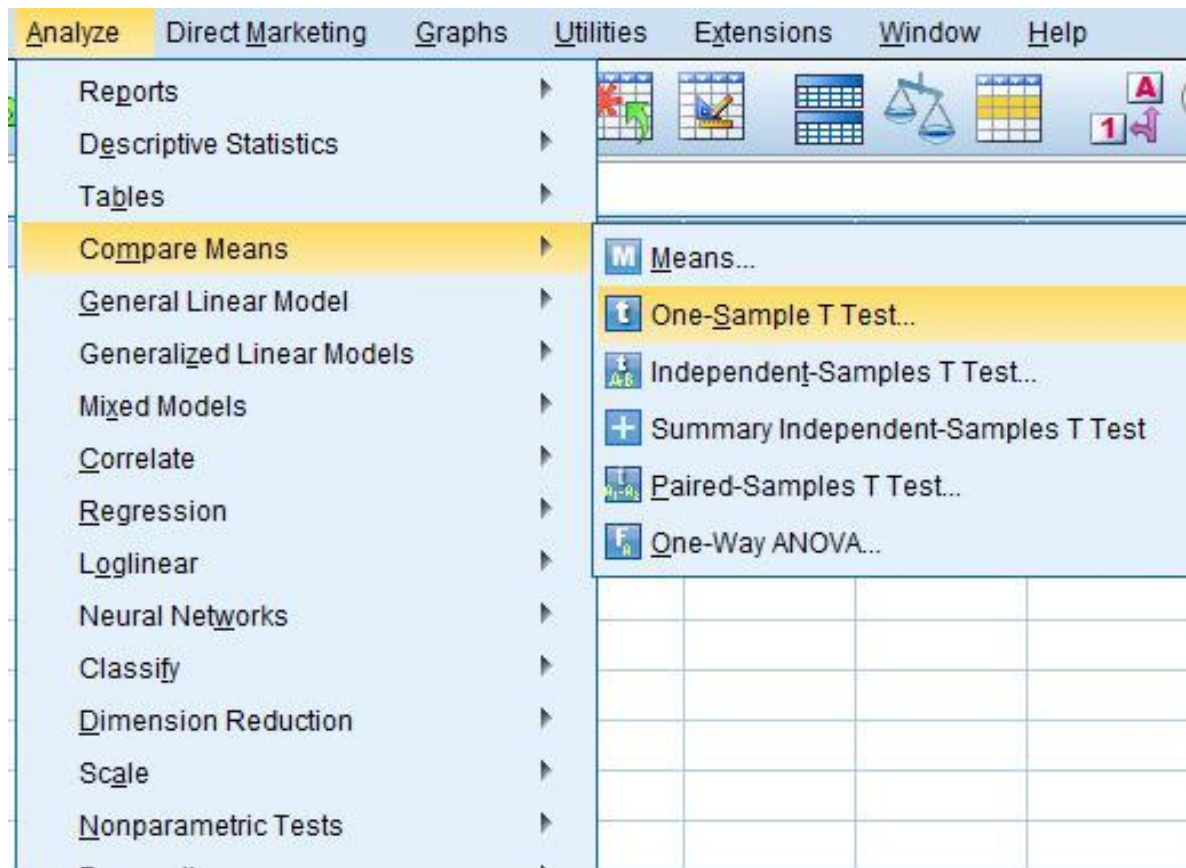 Analyze Direct Marketing Graphs Utilities Extensions Window Help
A
1
Reports
Descriptive Statistics
Tables
Compare Means
General Linear Model
Generalized Linear Models
Mixed Models
Correlate
Regression
Loglinear
Neural Networks
Classify
Dimension Reduction
Scale
Nonparametric Tests
M Means...
t One-Sample T Test...
Independent-Samples T Test...
Summary Independent-Samples T Test
Paired-Samples T Test...
One-Way ANOVA...